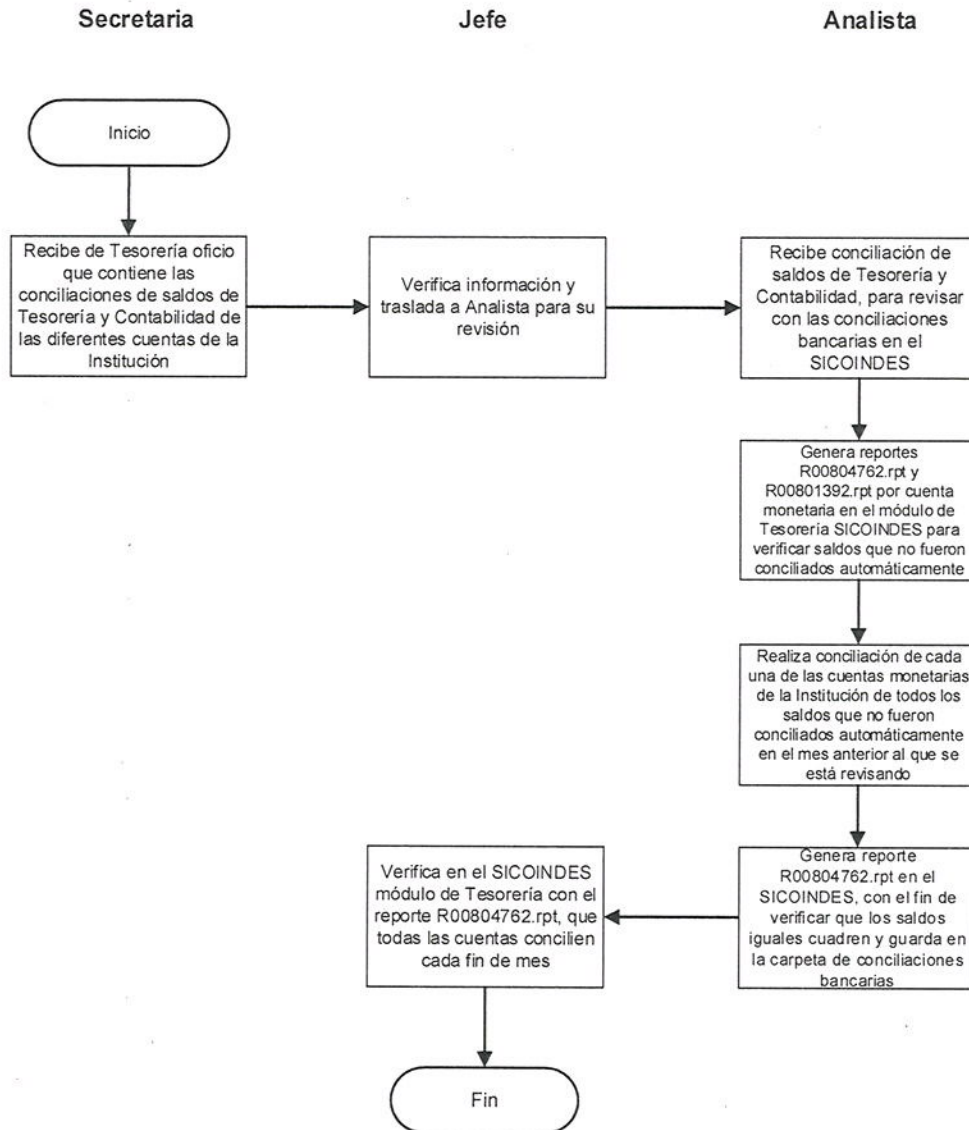 Secretaria
Jefe
Analista
Inicio
Recibe de Tesorería oficio
que contiene las
conciliaciones de saldos de
Tesorería y Contabilidad de
las diferentes cuentas de la
Institución
Verifica información y
traslada a Analista para su
revisión
Recibe conciliación de
saldos de Tesorería y
Contabilidad, para revisar
con las conciliaciones
bancarias en el
SICOINDES
Genera reportes
R00804762.rpt y
R00801392.rpt por cuenta
monetaria en el módulo de
Tesorería SICOINDES para
verificar saldos que no fueron
conciliados automáticamente
Realiza conciliación de cada
una de las cuentas monetarias
de la Institución de todos los
saldos que no fueron
conciliados automáticamente
en el mes anterior al que se
está revisando
Genera reporte
R00804762.rpt en el
SICOINDES, con el fin de
verificar que los saldos
iguales cuadren y guarda en
la carpeta de conciliaciones
bancarias
Verifica en el SICOINDES
módulo de Tesorería con el
reporte R00804762.rpt, que
todas las cuentas concilien
cada fin de mes
Fin